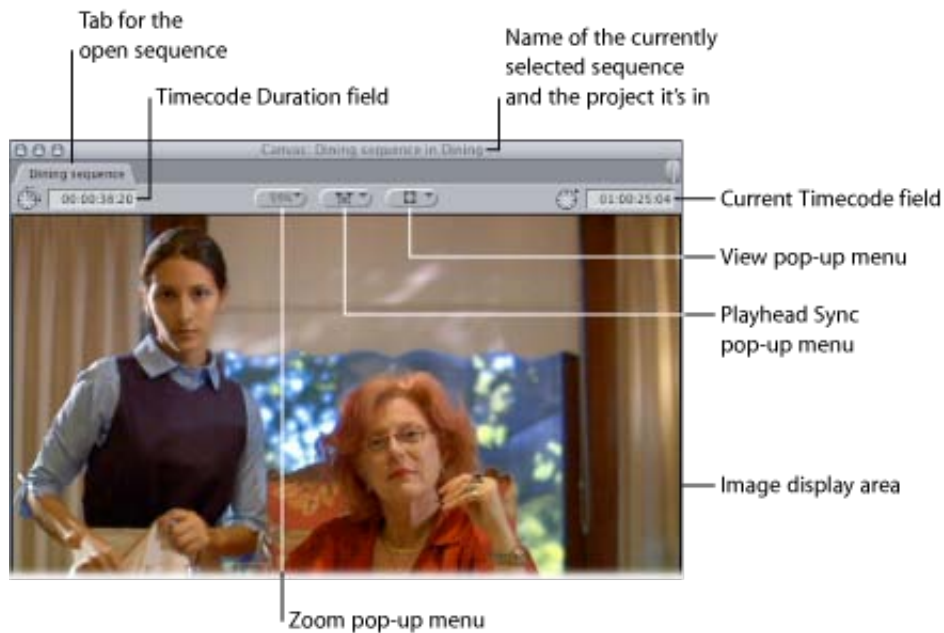 Tab for the
open sequence
Name of the currently
selected sequence
and the project it's in
Timecode Duration field
Canvas: Dining sequence in Dining
Dining sequence
00:00:36:20
01:00:25:04
Current Timecode field
View pop-up menu
Playhead Sync
pop-up menu
Image display area
Zoom pop-up menu